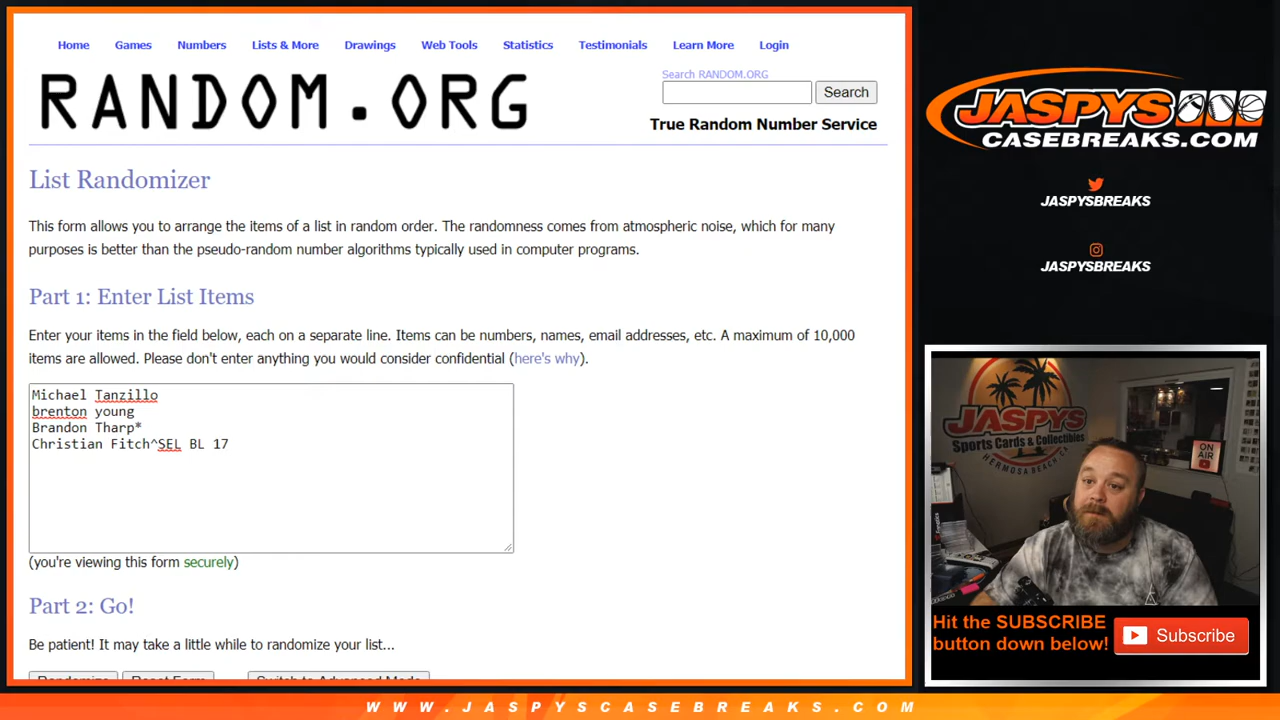 Home Games Numbers Lists & More Drawings Web Tools Statistics Testimonials Learn More Login
RANDOM.ORG
Search RANDOM.ORG
Search
True Random Number Service
List Randomizer
This form allows you to arrange the items of a list in random order. The randomness comes from atmospheric noise, which for many
purposes is better than the pseudo-random number algorithms typically used in computer programs.
Part 1: Enter List Items
Enter your items in the field below, each on a separate line. Items can be numbers, names, email addresses, etc. A maximum of 10,000
items are allowed. Please don't enter anything you would consider confidential (here's why).
Michael Tanzillo
brenton young
Brandon Tharp*
Christian Fitch^SEL BL 17
(you're viewing this form securely)
Part 2: Go!
Be patient! It may take a little while to randomize your list...
Randomize Reset Form Switch to Advanced Mode
JASPYS
CASEBREAKS.COM
JASPYSBREAKS
JASPYSBREAKS
JASPYS
Sports Cards & Collectibles
HERMOSA BEACH, CA
ON
AIR
Hit the SUBSCRIBE
button down below!
Subscribe
WWW.JASPYSCASEBREAKS.COM